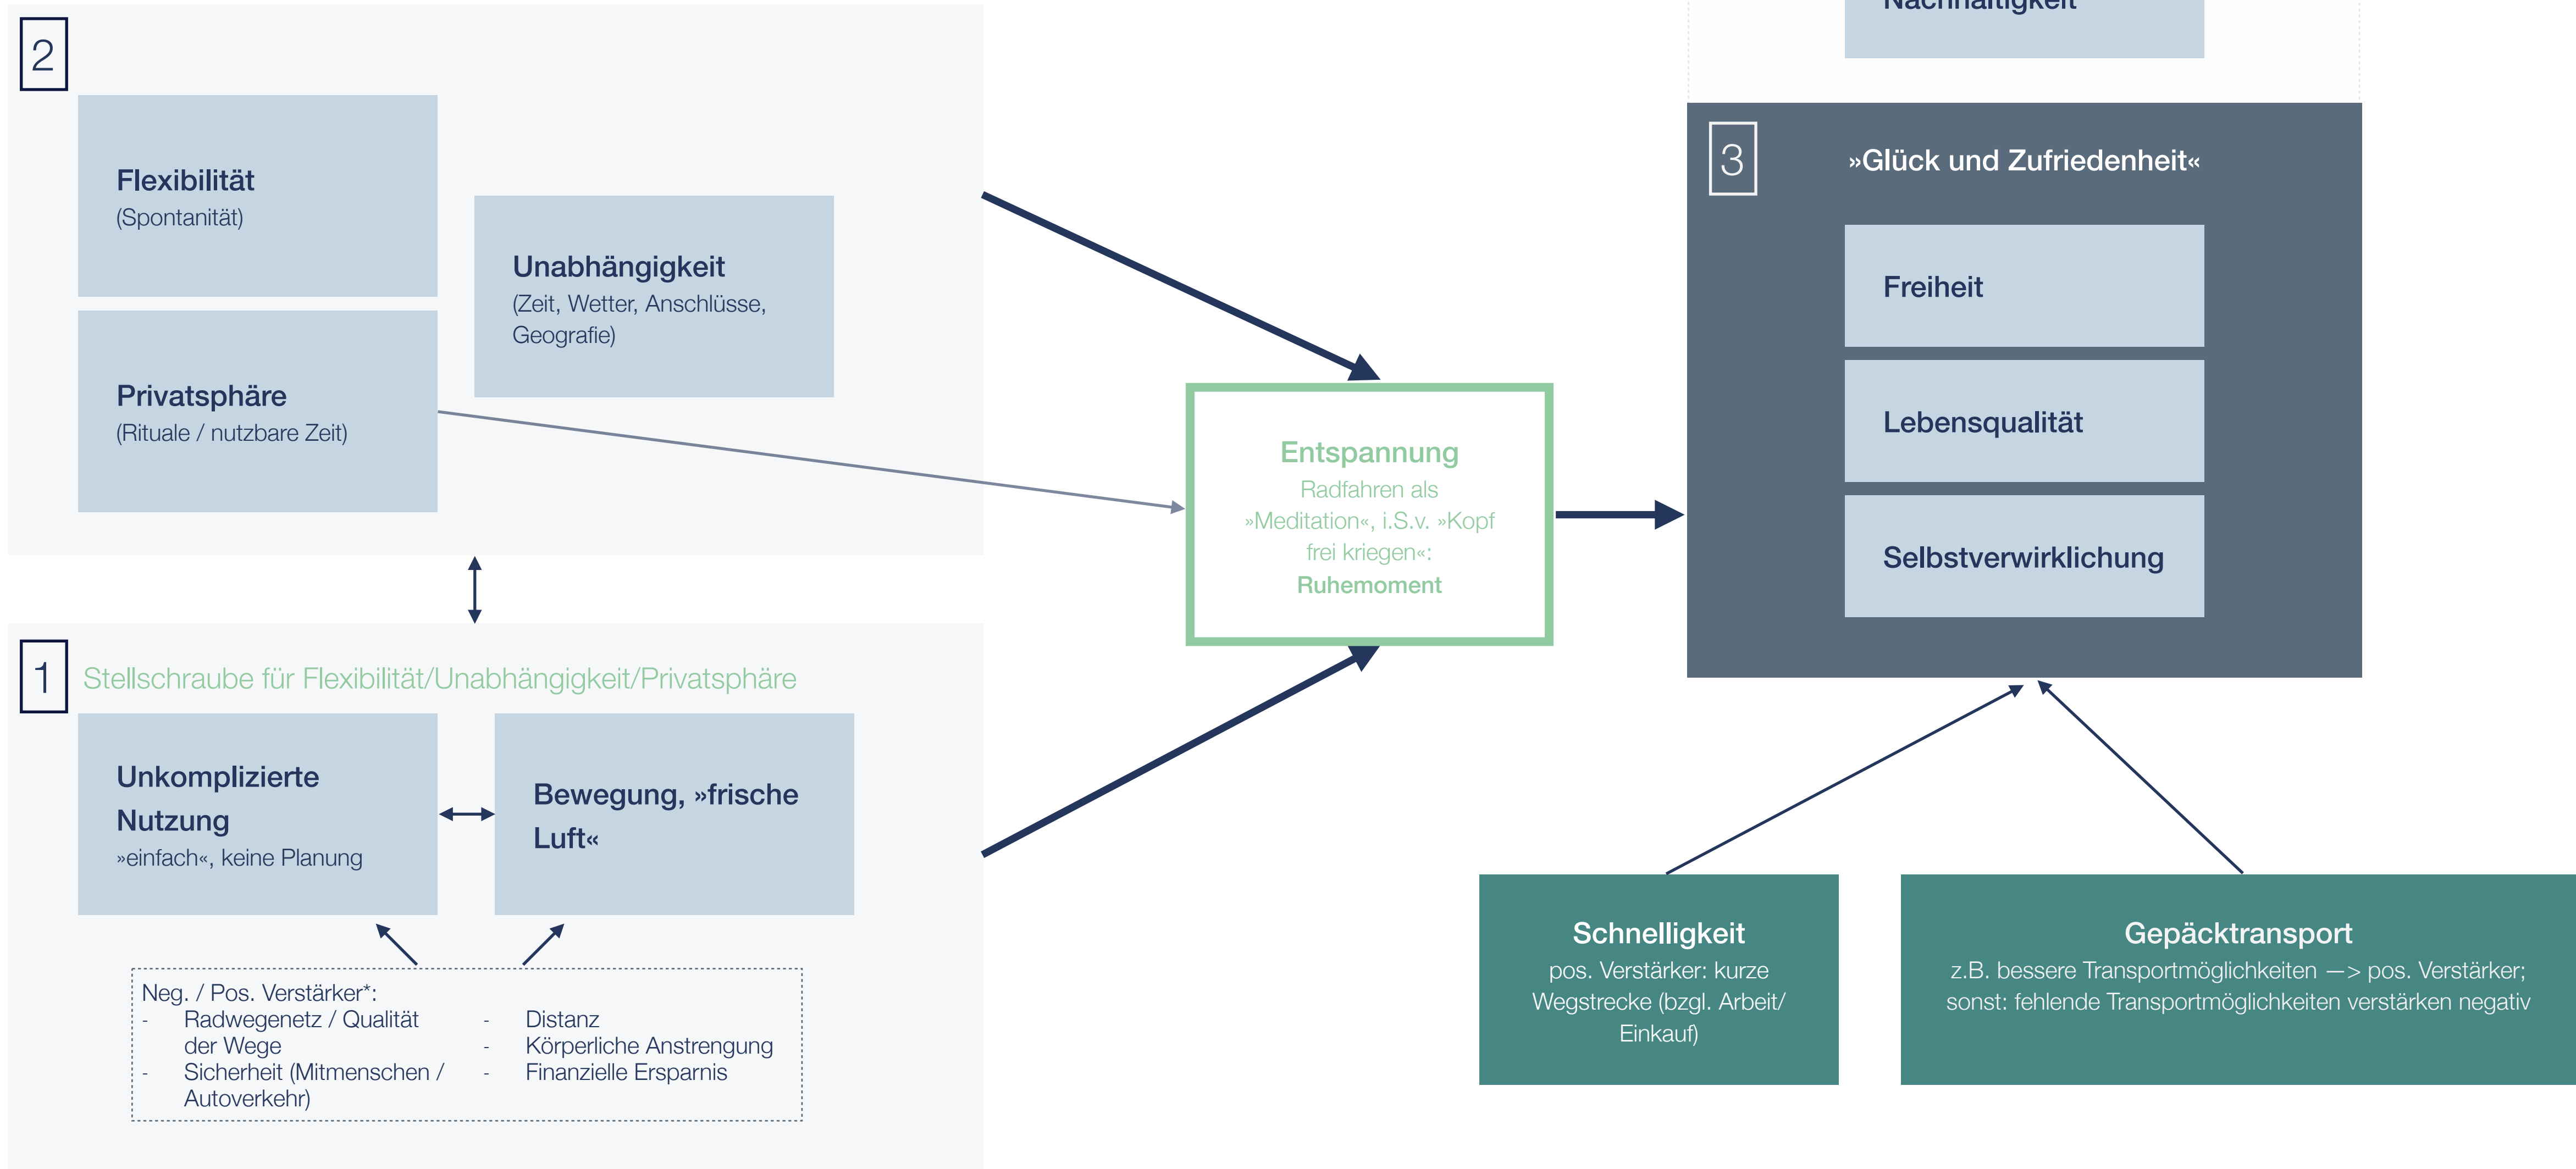 2
Flexibilität
(Spontanität)
Unabhängigkeit
(Zeit, Wetter, Anschlüsse,
Geografie)
Privatsphäre
(Rituale / nutzbare Zeit)
1
Stellschraube für Flexibilität/Unabhängigkeit/Privatsphäre
Unkomplizierte
Nutzung
»einfach«, keine Planung
Bewegung, »frische
Luft«
Neg. / Pos. Verstärker*:
- Radwegenetz / Qualität
der Wege
- Sicherheit (Mitmenschen /
Autoverkehr)
- Distanz
- Körperliche Anstrengung
- Finanzielle Ersparnis
Entspannung
Radfahren als
»Meditation«, i.S.v. »Kopf
frei kriegen«:
Ruhemoment
Nachhaltigkeit
3
»Glück und Zufriedenheit«
Freiheit
Lebensqualität
Selbstverwirklichung
Schnelligkeit
pos. Verstärker: kurze
Wegstrecke (bzgl. Arbeit/
Einkauf)
Gepäcktransport
z.B. bessere Transportmöglichkeiten —> pos. Verstärker;
sonst: fehlende Transportmöglichkeiten verstärken negativ